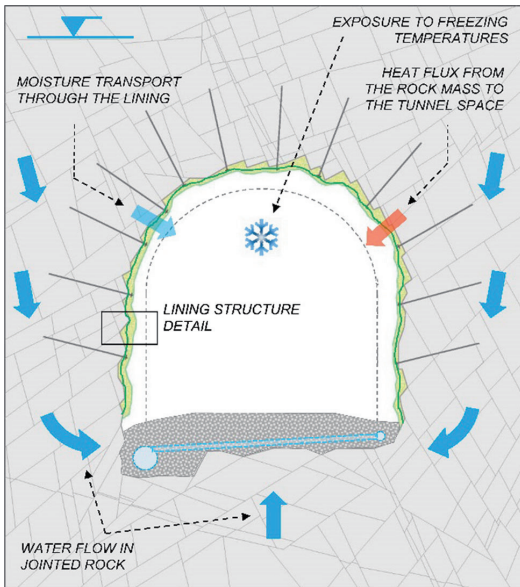 EXPOSURE TO FREEZING
TEMPERATURES
MOISTURE TRANSPORT
THROUGH THE LINING
HEAT FLUX FROM
THE ROCK MASS TO
THE TUNNEL SPACE
LINING STRUCTURE
DETAIL
WATER FLOW IN
JOINTED ROCK